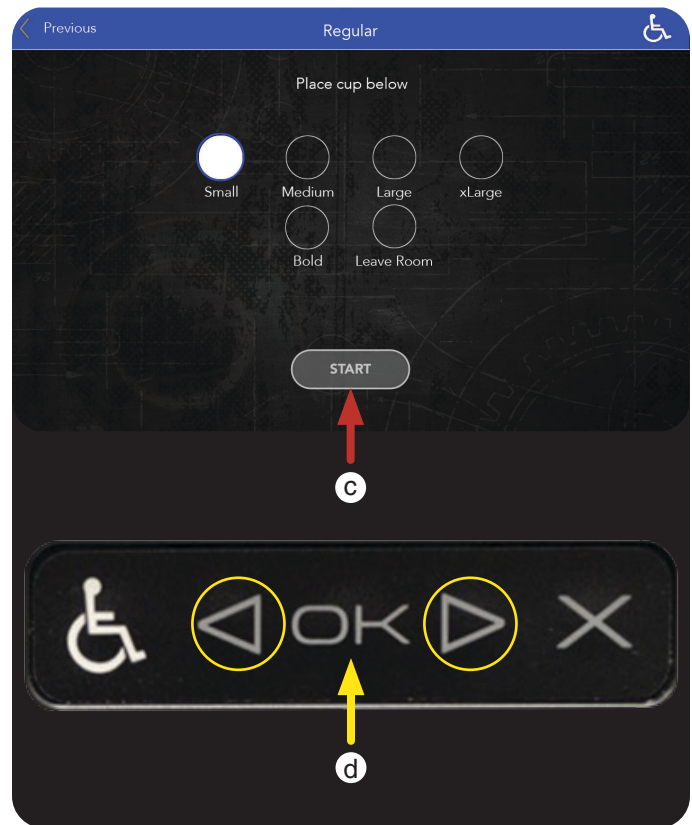 Previous
Regular
Place cup below
Small Medium Large xLarge
Bold Leave Room
START
c
OK
d